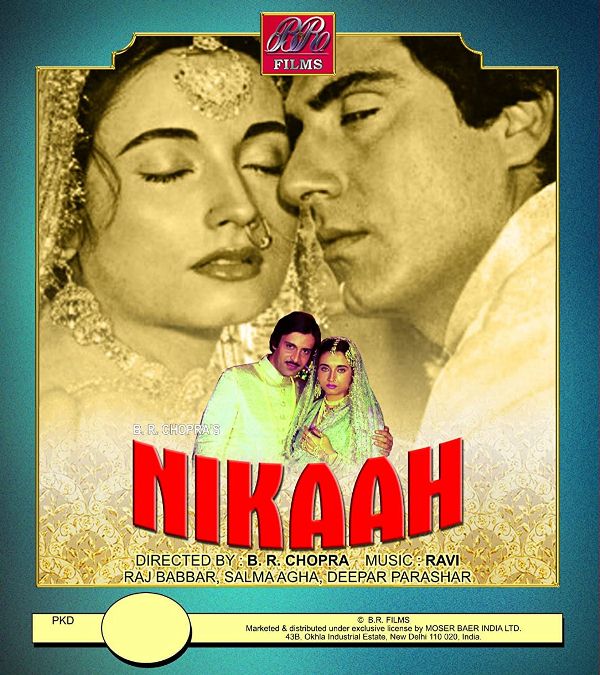 BR
FILMS
B. R. CHOPRA'S
NIKAAH
DIRECTED BY : B. R. CHOPRA MUSIC : RAVI
RAJ BABBAR, SALMA AGHA, DEEPAR PARASHAR
PKD
© B.R. FILMS
Marketed & distributed under exclusive license by MOSER BAER INDIA LTD.
43B, Okhla Industrial Estate, New Delhi 110 020, India.